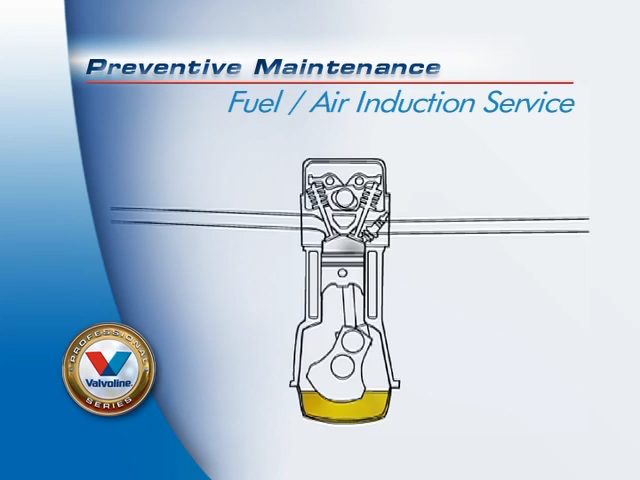 Preventive Maintenance
Fuel / Air Induction Service
PROFESSIONAL
Valvoline
SERIES